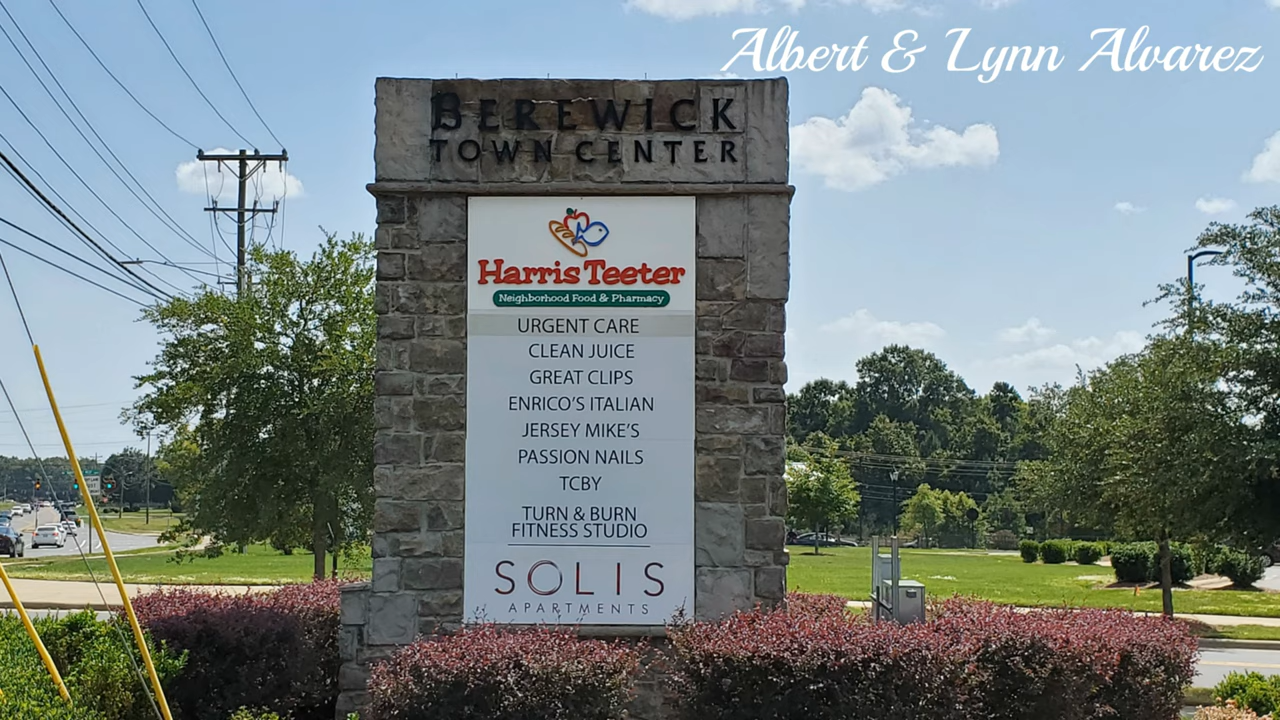 Albert & Lynn Alvarez
BEREWICK
TOWN CENTER
Harris Teeter
Neighborhood Food & Pharmacy
URGENT CARE
CLEAN JUICE
GREAT CLIPS
ENRICO'S ITALIAN
JERSEY MIKE'S
PASSION NAILS
TCBY
TURN & BURN
FITNESS STUDIO
SOLIS
APARTMENTS